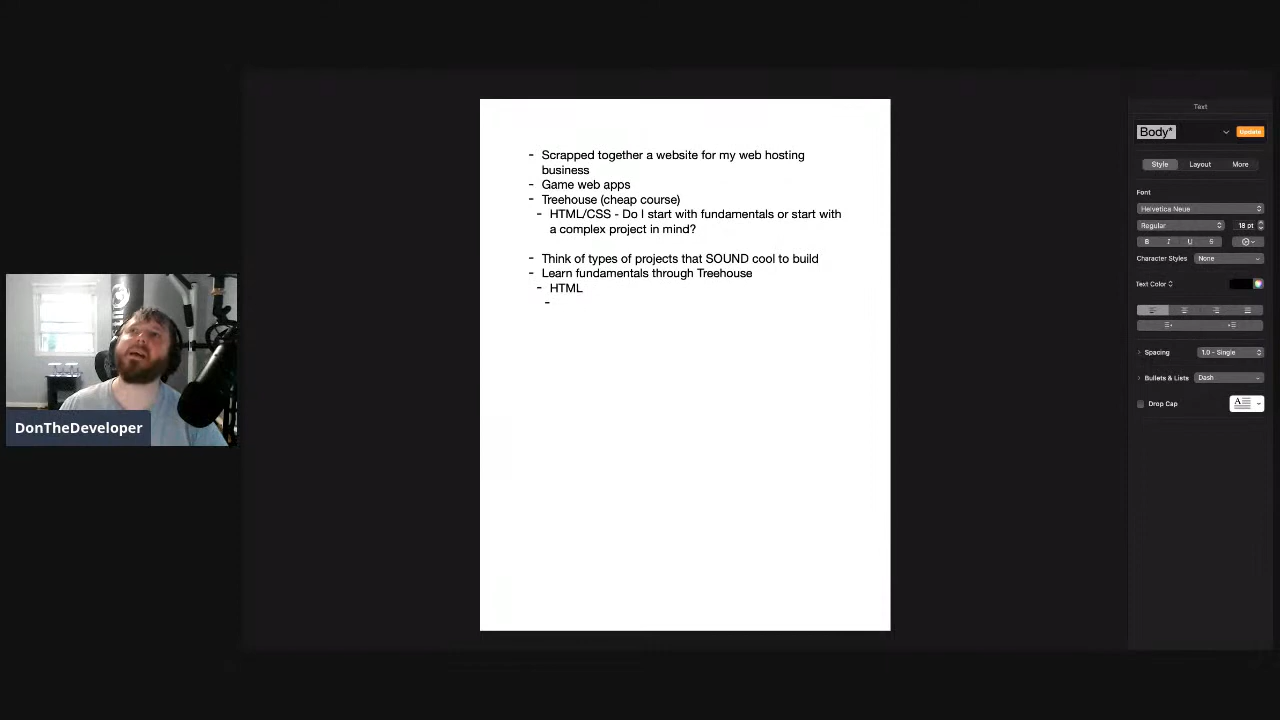 Text
Body*
Update
- Scrapped together a website for my web hosting
business
Style
Layout
More
- Game web apps
Font
- Treehouse (cheap course)
Helvetica Neue
- HTML/CSS - Do I start with fundamentals or start with
a complex project in mind?
Regular
18 pt
B I U S
- Think of types of projects that SOUND cool to build
Character Styles
None
- Learn fundamentals through Treehouse
- HTML
Text Color
-
Spacing
1.0 - Single
Bullets & Lists
Dash
Drop Cap
A
DonTheDeveloper